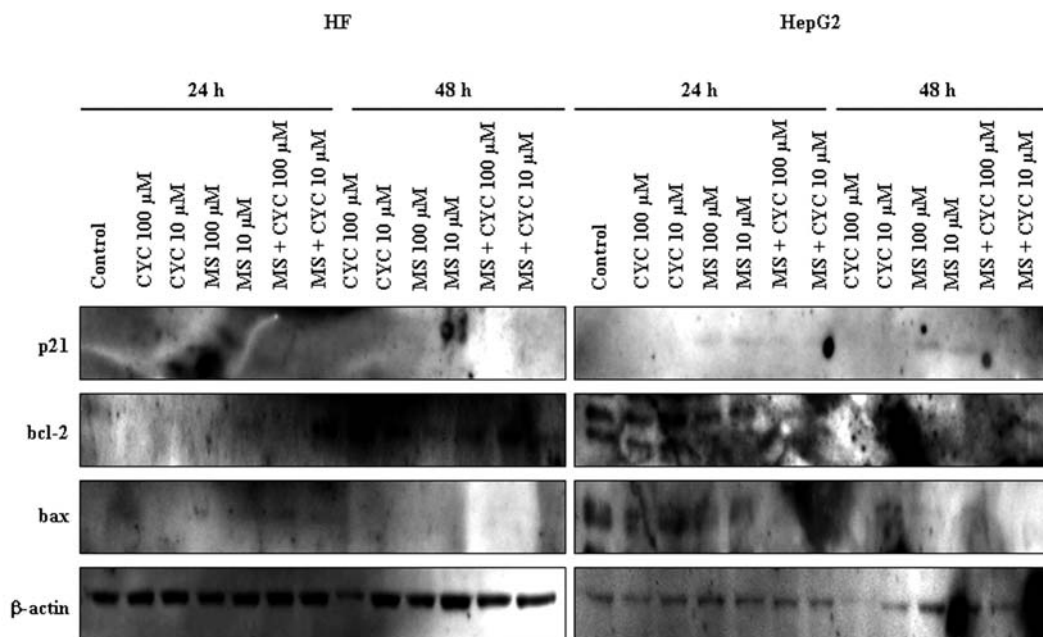 HF HepG2
24 h 48 h 24 h 48 h
Control
CYC 100 µM
CYC 10 µM
MS 100 µM
MS 10 µM
MS + CYC 100 µM
MS + CYC 10 µM
CYC 100 µM
CYC 10 µM
MS 100 µM
MS 10 µM
MS + CYC 100 µM
MS + CYC 10 µM
Control
CYC 100 µM
CYC 10 µM
MS 100 µM
MS 10 µM
MS + CYC 100 µM
MS + CYC 10 µM
CYC 100 µM
CYC 10 µM
MS 100 µM
MS 10 µM
MS + CYC 100 µM
MS + CYC 10 µM
p21
bcl-2
bax
β-actin